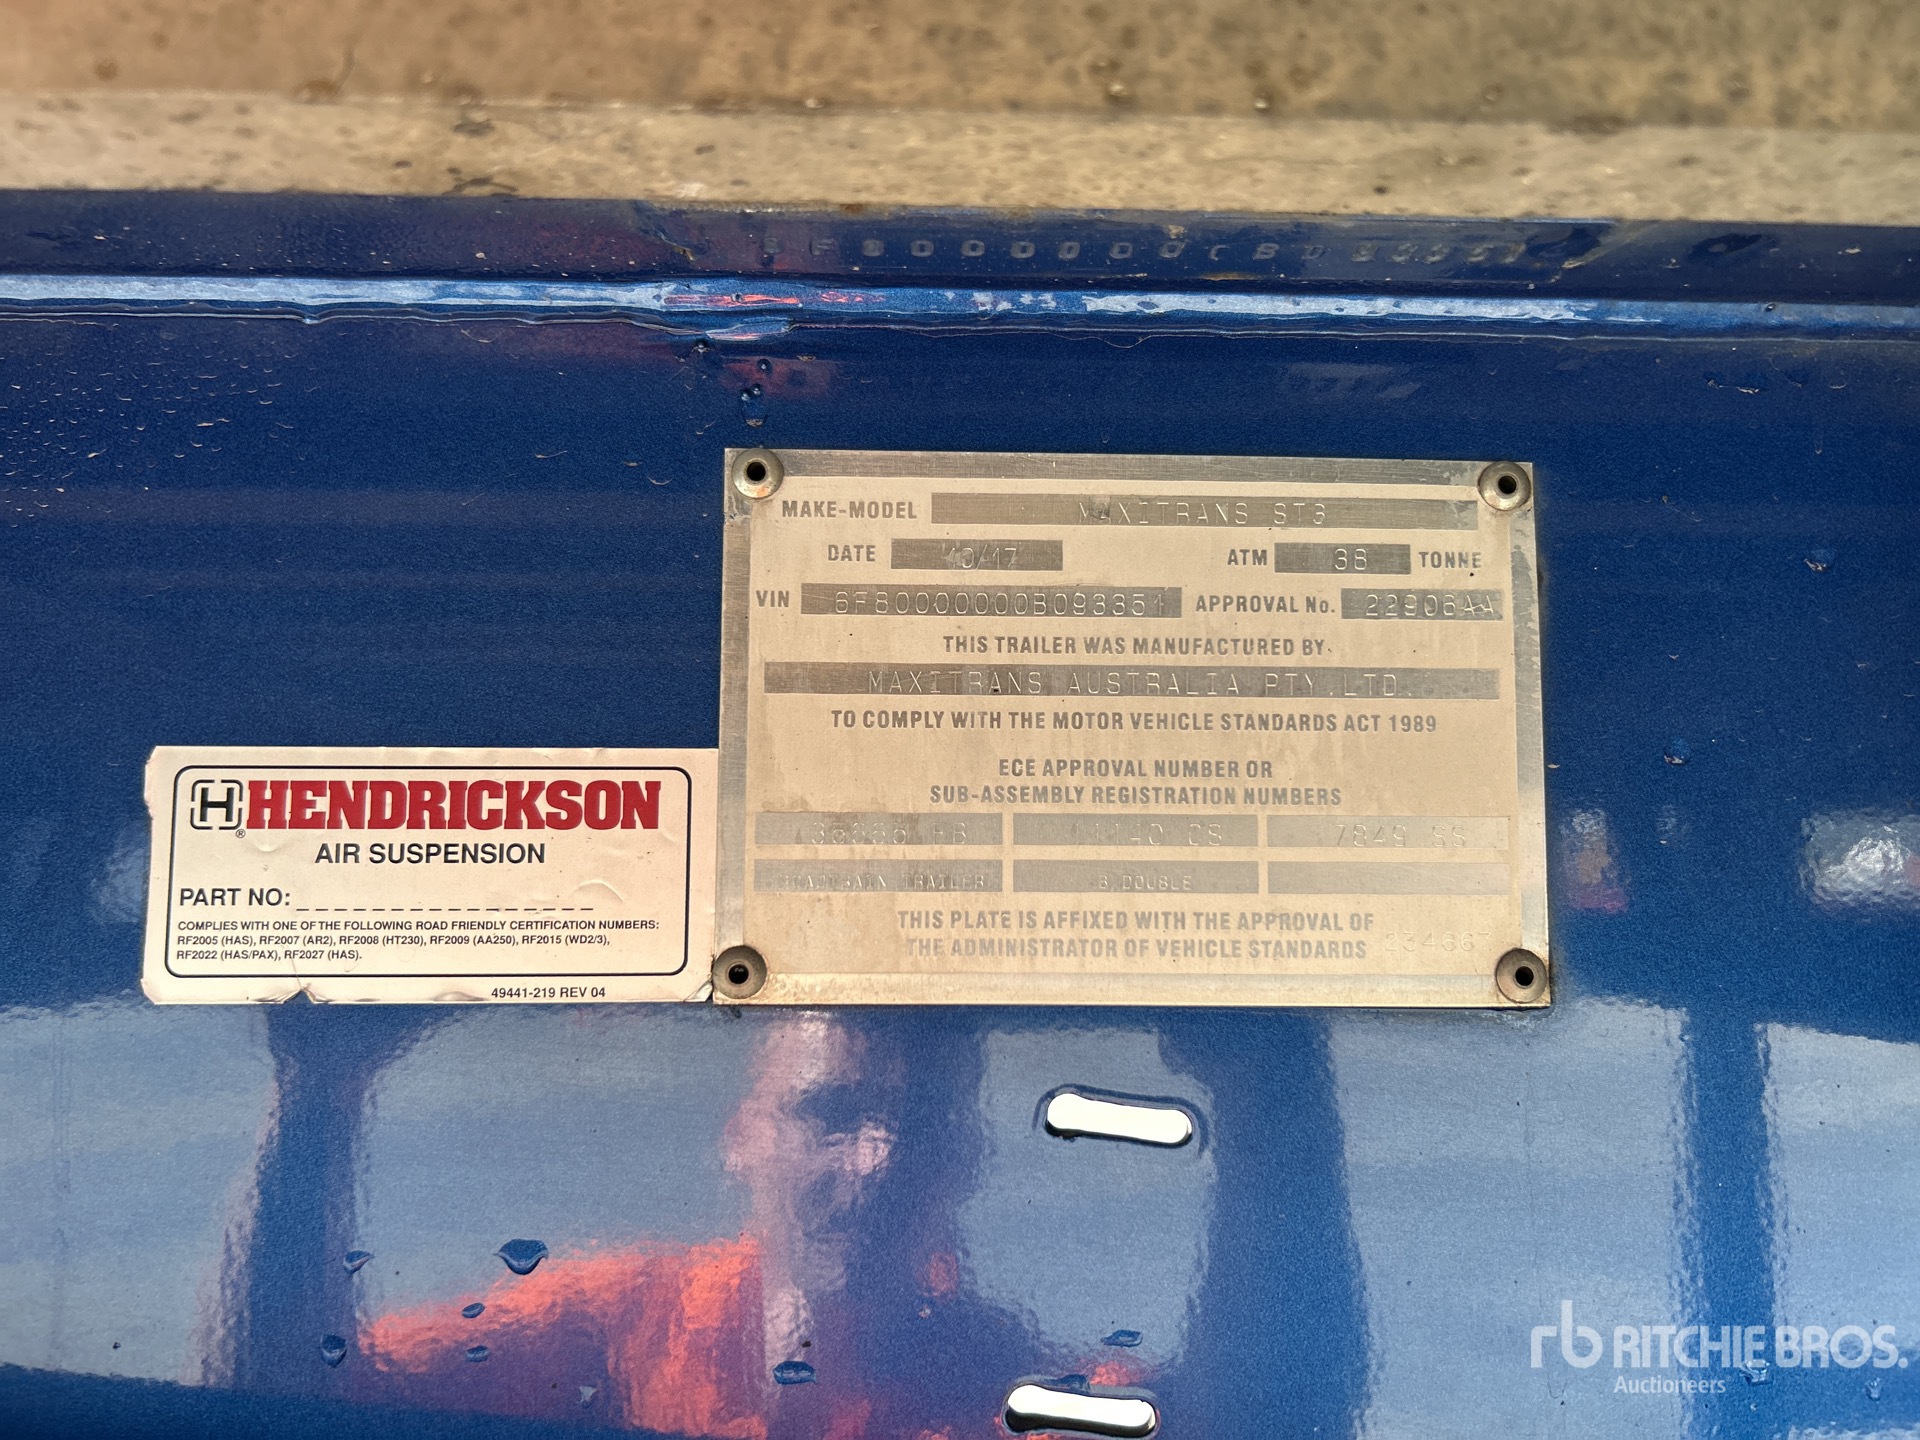 MAKE-MODEL MAXITRANS ST3
DATE 10/17 ATM 38 TONNE
VIN 6F80000000B093351 APPROVAL No. 22906AA
THIS TRAILER WAS MANUFACTURED BY
MAXITRANS AUSTRALIA PTY.LTD.
TO COMPLY WITH THE MOTOR VEHICLE STANDARDS ACT 1989
ECE APPROVAL NUMBER OR
SUB-ASSEMBLY REGISTRATION NUMBERS
11140 CS 7849 SS
TRAILER B DOUBLE
THIS PLATE IS AFFIXED WITH THE APPROVAL OF
THE ADMINISTRATOR OF VEHICLE STANDARDS
H HENDRICKSON
®
AIR SUSPENSION
PART NO: _ _ _ _ _ _ _ _ _ _ _ _ _ _ _ _ _
COMPLIES WITH ONE OF THE FOLLOWING ROAD FRIENDLY CERTIFICATION NUMBERS:
RF2005 (HAS), RF2007 (AR2), RF2008 (HT230), RF2009 (AA250), RF2015 (WD2/3),
RF2022 (HAS/PAX), RF2027 (HAS).
49441-219 REV 04
rb RITCHIE BROS.
Auctioneers